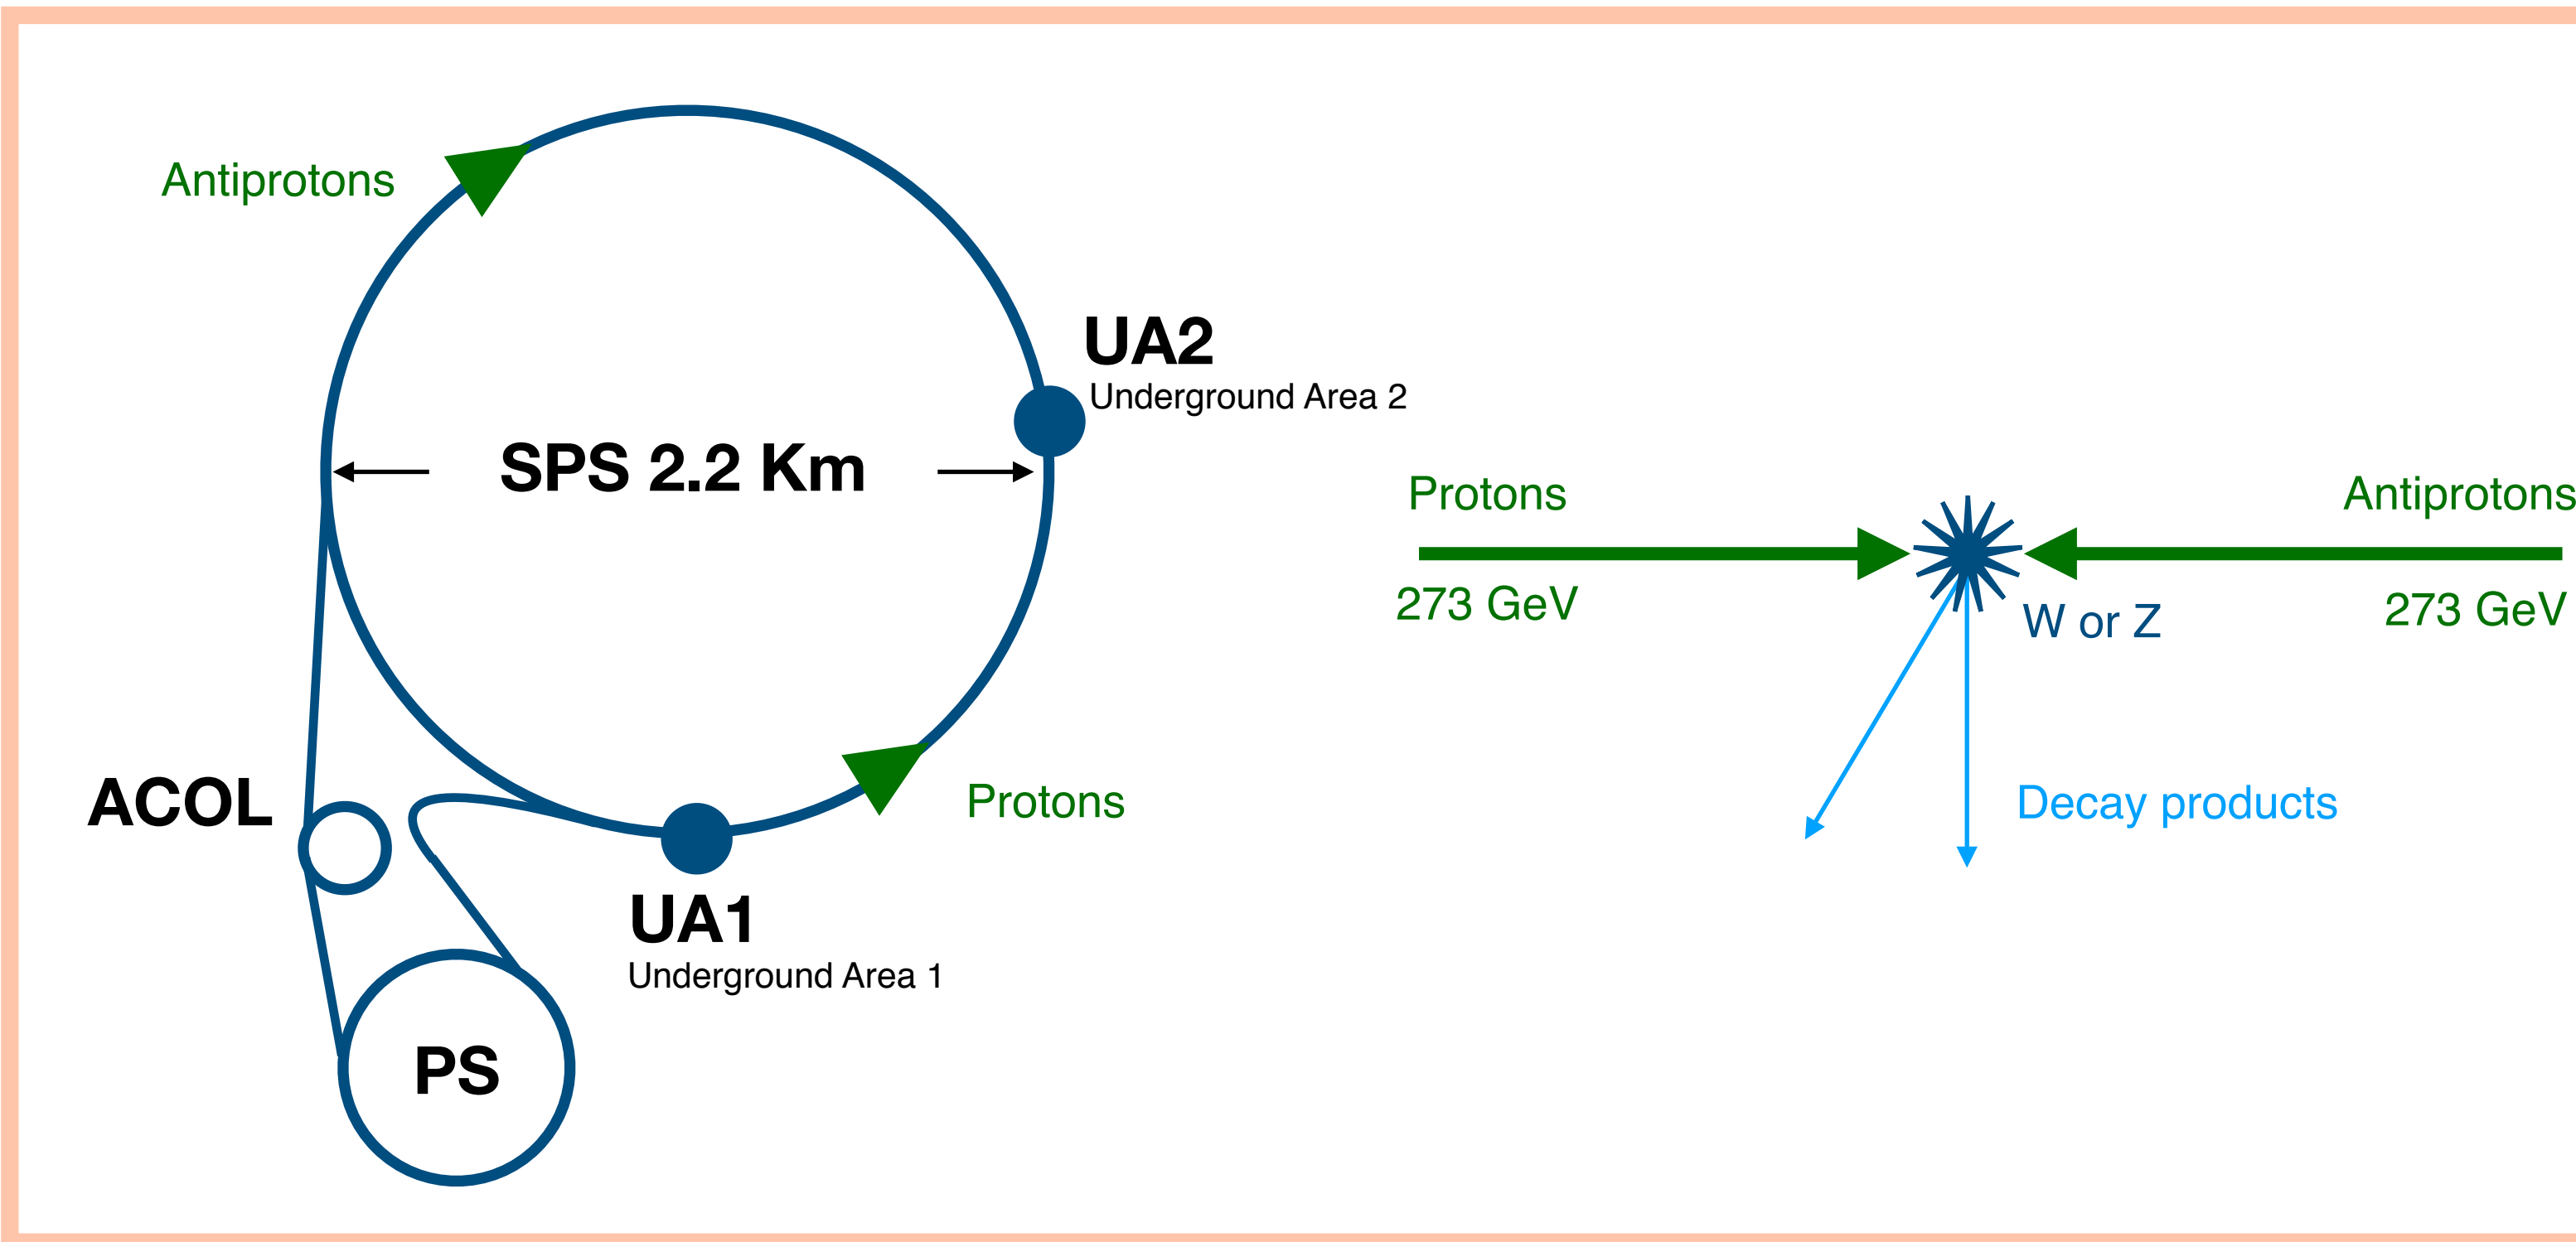 Antiprotons
UA2
Underground Area 2
SPS 2.2 Km
Protons
ACOL
UA1
Underground Area 1
PS
Protons
Antiprotons
273 GeV
273 GeV
W or Z
Decay products